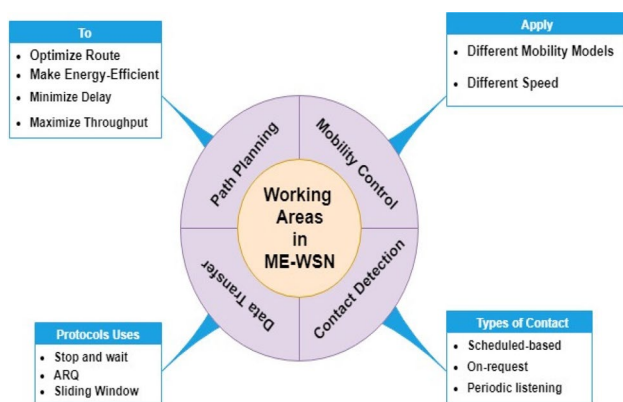 To
• Optimize Route
• Make Energy-Efficient
• Minimize Delay
• Maximize Throughput
Apply
• Different Mobility Models
• Different Speed
Path Planning
Mobility Control
Working
Areas
in
ME-WSN
Data Transfer
Contact Detection
Protocols Uses
• Stop and wait
• ARQ
• Sliding Window
Types of Contact
• Scheduled-based
• On-request
• Periodic listening